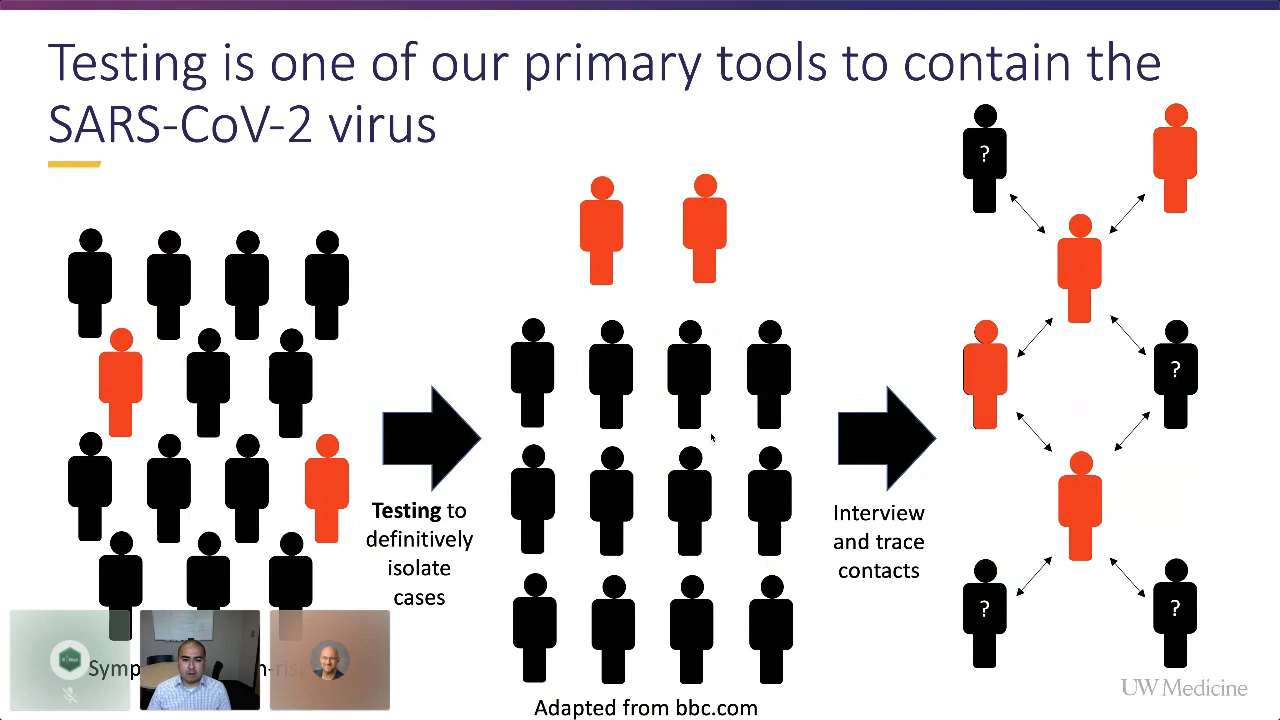 Testing is one of our primary tools to contain the
SARS-CoV-2 virus
?
?
Testing to
definitively
isolate
cases
Interview
and trace
contacts
?
?
Adapted from bbc.com
UW Medicine